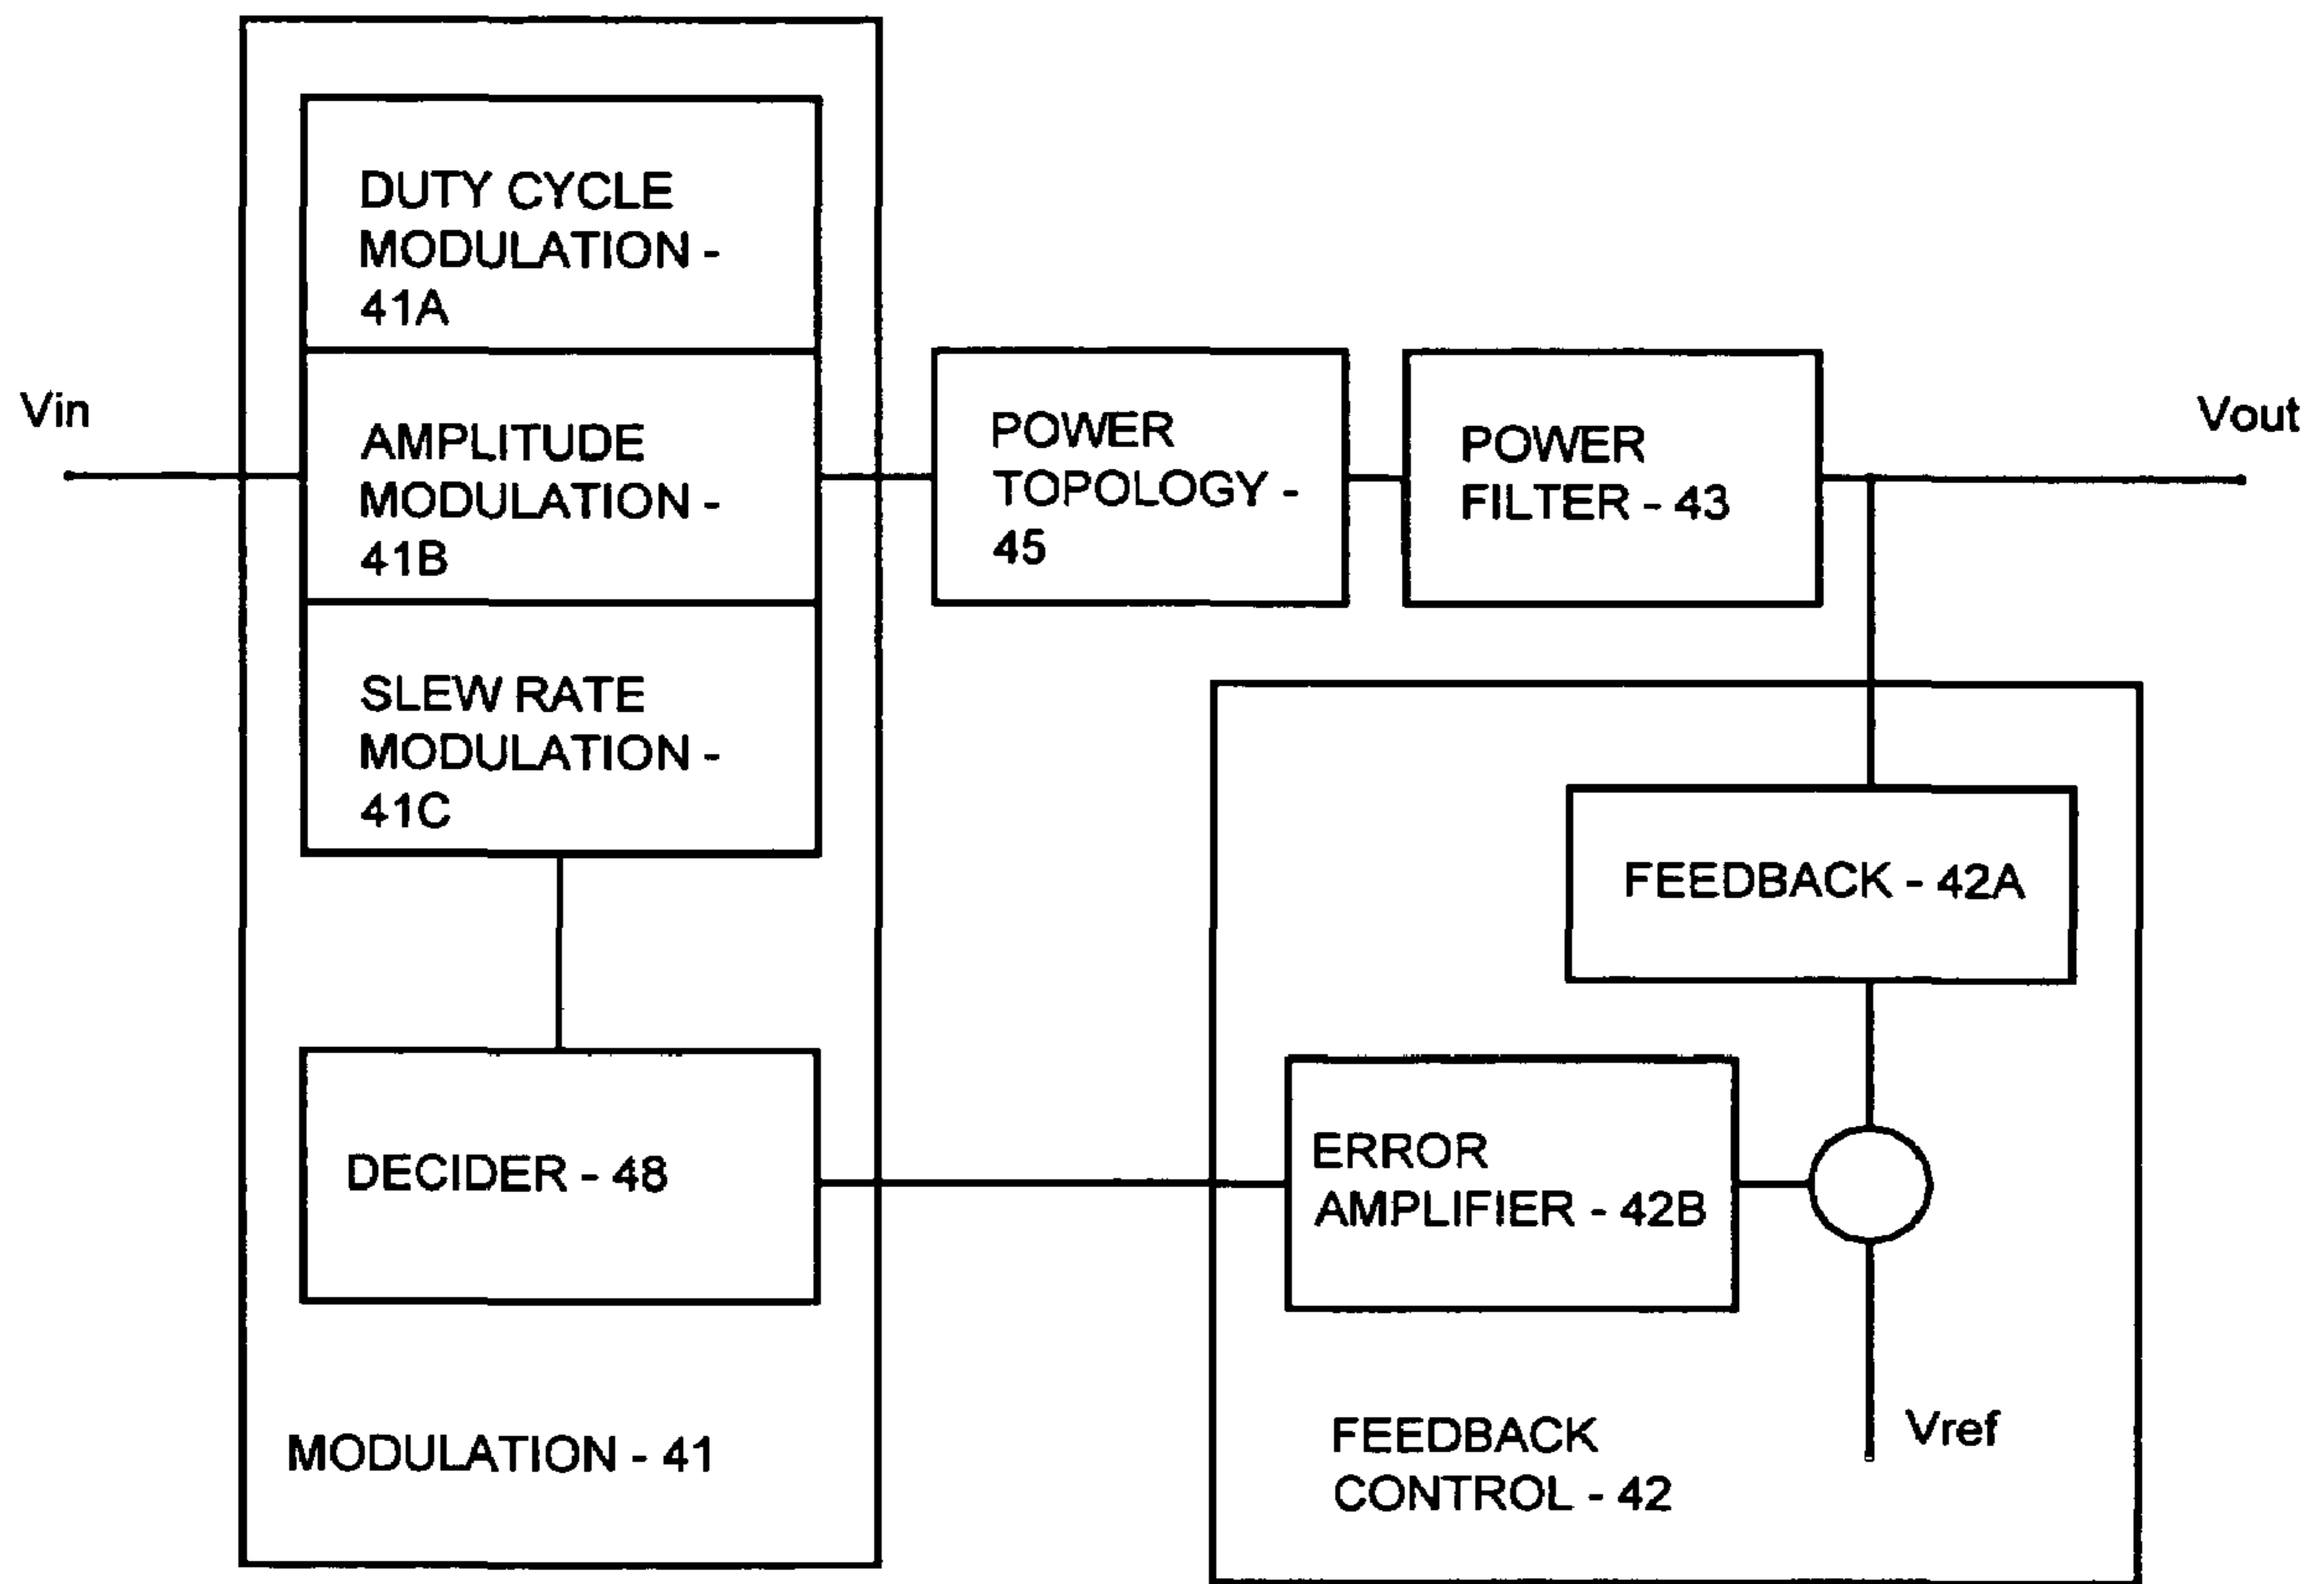 DUTY CYCLE
MODULATION -
41A
Vin
AMPLITUDE
MODULATION -
41B
POWER
TOPOLOGY -
45
POWER
FILTER - 43
Vout
SLEW RATE
MODULATION -
41C
FEEDBACK - 42A
DECIDER - 48
ERROR
AMPLIFIER - 42B
MODULATION - 41
FEEDBACK
CONTROL - 42
Vref